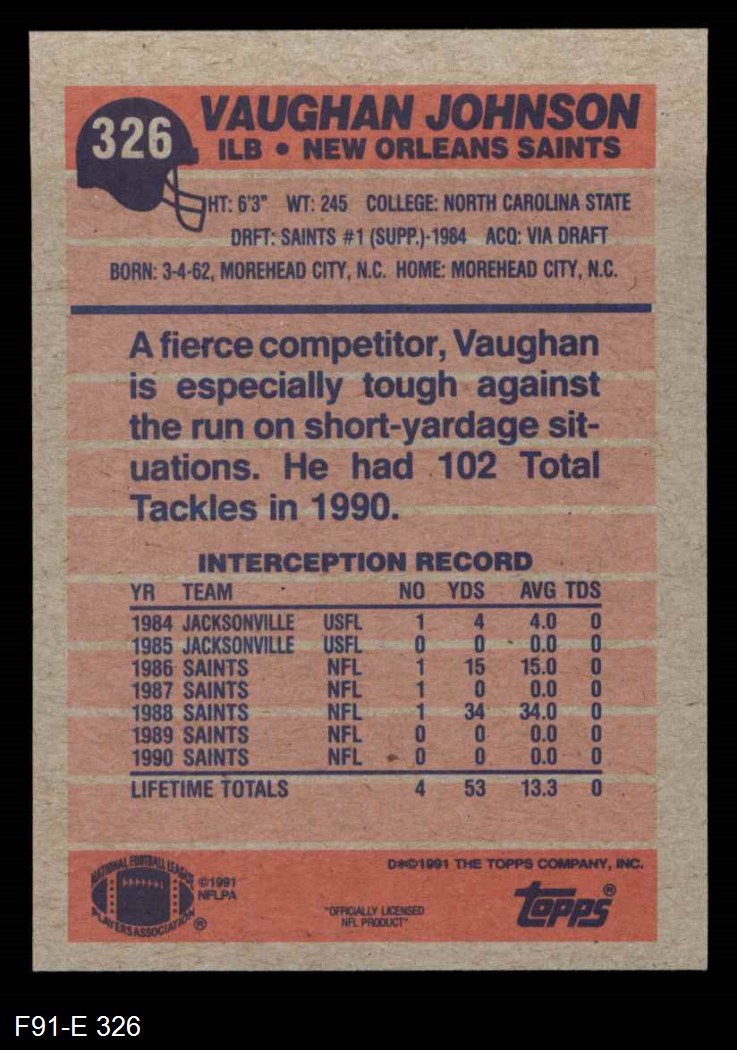 326
VAUGHAN JOHNSON
ILB • NEW ORLEANS SAINTS
HT: 6'3" WT: 245 COLLEGE: NORTH CAROLINA STATE
DRFT: SAINTS #1 (SUPP.)-1984 ACQ: VIA DRAFT
BORN: 3-4-62, MOREHEAD CITY, N.C. HOME: MOREHEAD CITY, N.C.
A fierce competitor, Vaughan
is especially tough against
the run on short-yardage sit-
uations. He had 102 Total
Tackles in 1990.
INTERCEPTION RECORD
YR TEAM NO YDS AVG TDS
1984 JACKSONVILLE USFL 1 4 4.0 0
1985 JACKSONVILLE USFL 0 0 0.0 0
1986 SAINTS NFL 1 15 15.0 0
1987 SAINTS NFL 1 0 0.0 0
1988 SAINTS NFL 1 34 34.0 0
1989 SAINTS NFL 0 0 0.0 0
1990 SAINTS NFL 0 0 0.0 0
LIFETIME TOTALS 4 53 13.3 0
D*©1991 THE TOPPS COMPANY, INC.
NATIONAL FOOTBALL LEAGUE
PLAYERS ASSOCIATION ®
©1991
NFLPA
"OFFICIALLY LICENSED
NFL PRODUCT"
topps®
F91-E 326